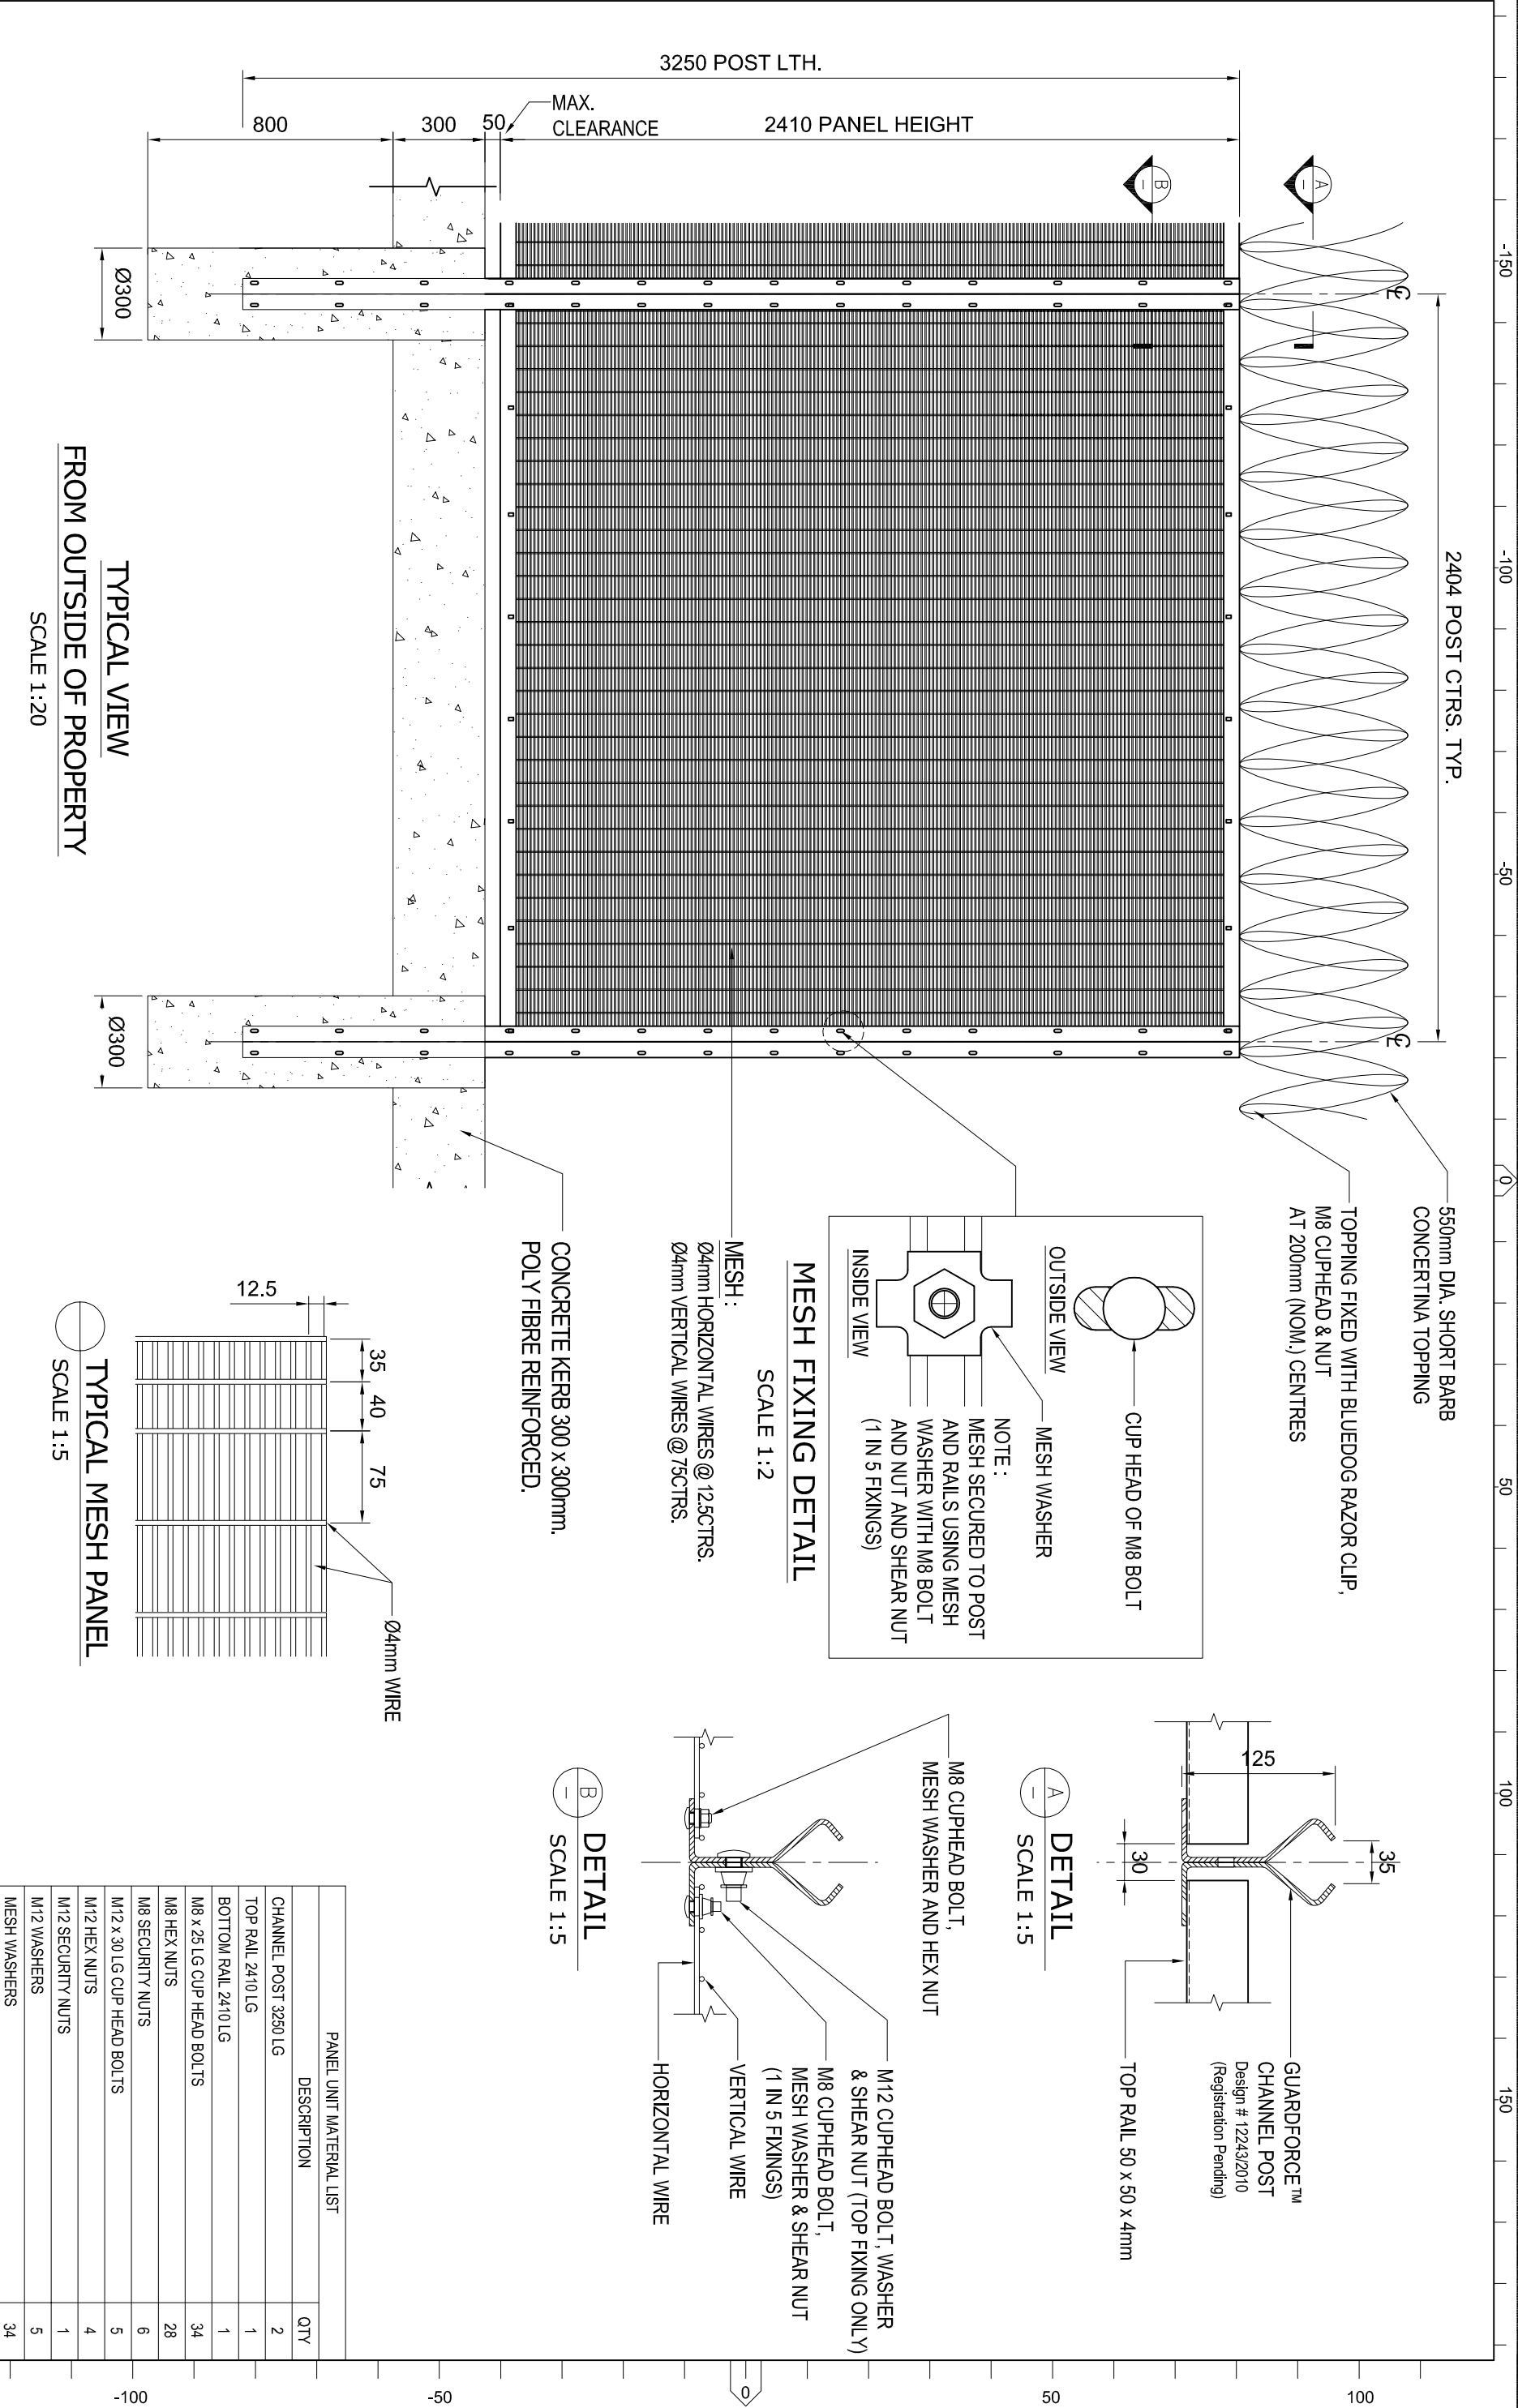 2404 POST CTRS. TYP.
℄
℄
550mm DIA. SHORT BARB
CONCERTINA TOPPING
TOPPING FIXED WITH BLUEDOG RAZOR CLIP,
M8 CUPHEAD & NUT
AT 200mm (NOM.) CENTRES
A
-
B
-
3250 POST LTH.
2410 PANEL HEIGHT
MAX.
CLEARANCE
50
300
800
Ø300
Ø300
TYPICAL VIEW
FROM OUTSIDE OF PROPERTY
SCALE 1:20
OUTSIDE VIEW
CUP HEAD OF M8 BOLT
INSIDE VIEW
MESH WASHER
NOTE :
MESH SECURED TO POST
AND RAILS USING MESH
WASHER WITH M8 BOLT
AND NUT AND SHEAR NUT
(1 IN 5 FIXINGS)
MESH FIXING DETAIL
SCALE 1:2
MESH :
Ø4mm HORIZONTAL WIRES @ 12.5CTRS.
Ø4mm VERTICAL WIRES @ 75CTRS.
CONCRETE KERB 300 x 300mm.
POLY FIBRE REINFORCED.
35
40
75
12.5
Ø4mm WIRE
TYPICAL MESH PANEL
SCALE 1:5
35
125
30
GUARDFORCE™
CHANNEL POST
Design # 12243/2010
(Registration Pending)
TOP RAIL 50 x 50 x 4mm
A
-
DETAIL
SCALE 1:5
M8 CUPHEAD BOLT,
MESH WASHER AND HEX NUT
M12 CUPHEAD BOLT, WASHER
& SHEAR NUT (TOP FIXING ONLY)
M8 CUPHEAD BOLT,
MESH WASHER & SHEAR NUT
(1 IN 5 FIXINGS)
VERTICAL WIRE
HORIZONTAL WIRE
B
-
DETAIL
SCALE 1:5
PANEL UNIT MATERIAL LIST
DESCRIPTION QTY
CHANNEL POST 3250 LG 2
TOP RAIL 2410 LG 1
BOTTOM RAIL 2410 LG 1
M8 x 25 LG CUP HEAD BOLTS 34
M8 HEX NUTS 28
M8 SECURITY NUTS 6
M12 x 30 LG CUP HEAD BOLTS 5
M12 HEX NUTS 4
M12 SECURITY NUTS 1
M12 WASHERS 5
MESH WASHERS 34
-150
-100
-50
0
50
100
150
100
50
0
-50
-100